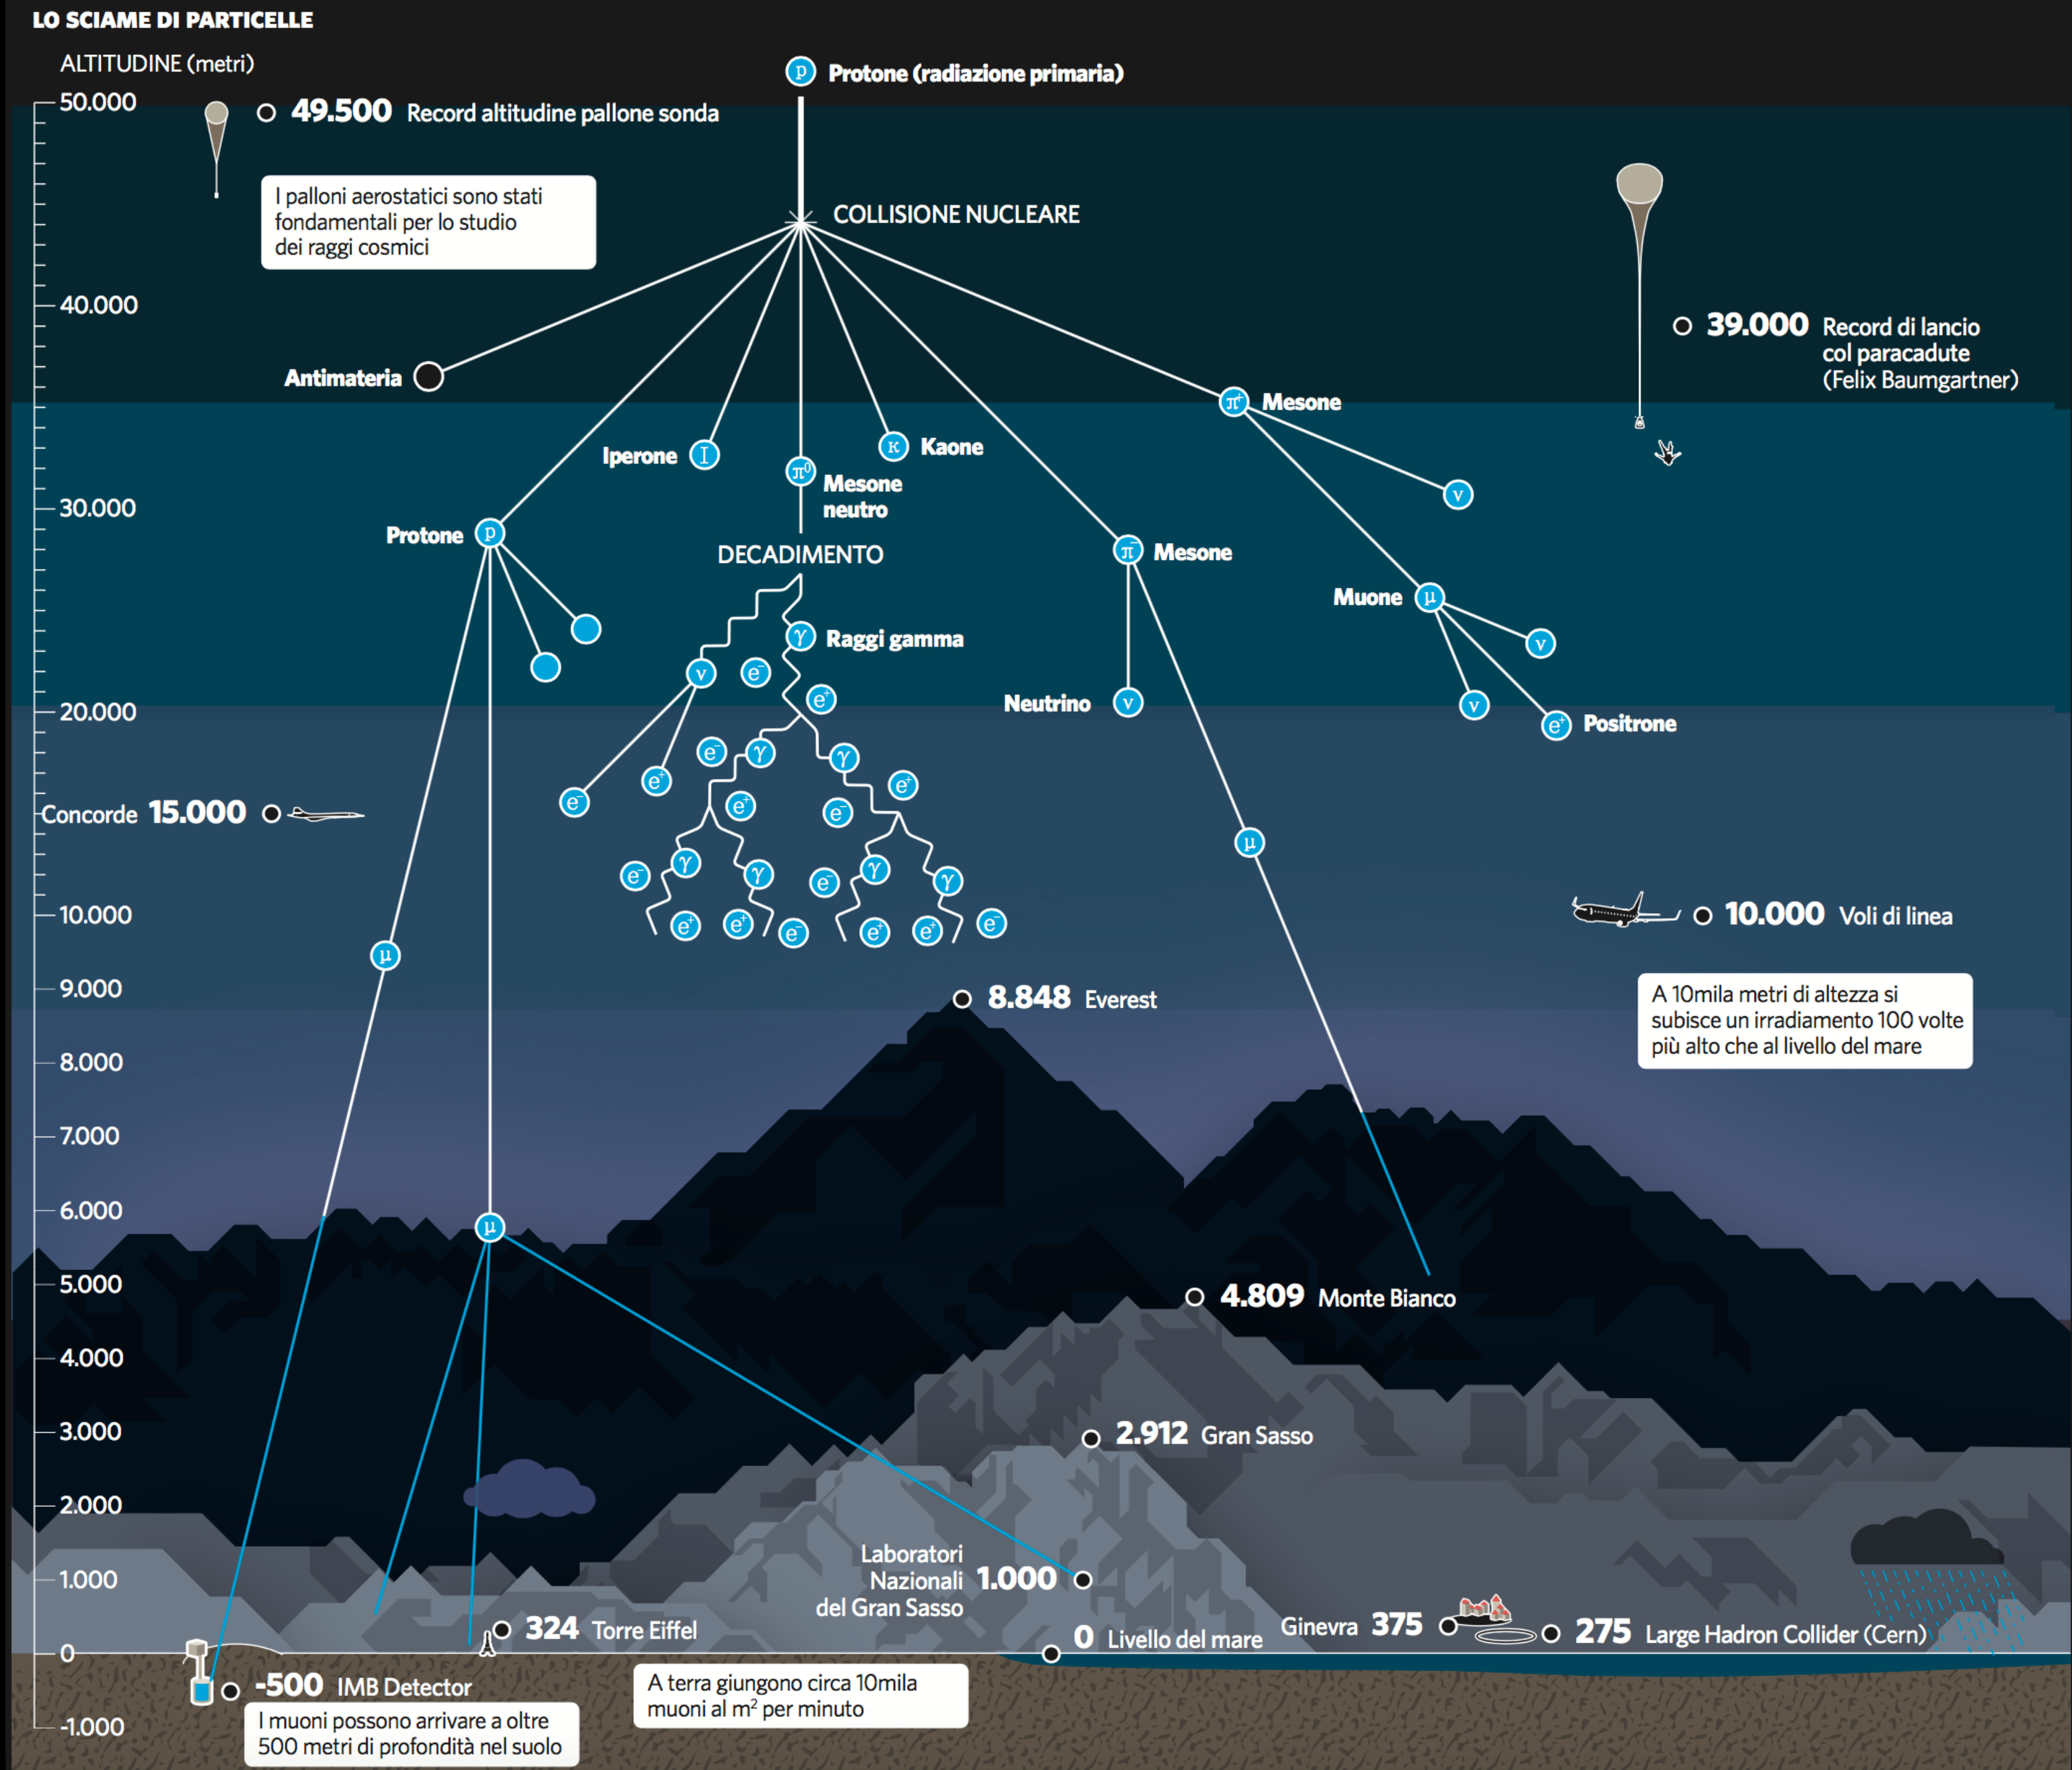 LO SCIAME DI PARTICELLE
ALTITUDINE (metri)
p Protone (radiazione primaria)
50.000
49.500 Record altitudine pallone sonda
I palloni aerostatici sono stati
fondamentali per lo studio
dei raggi cosmici
COLLISIONE NUCLEARE
40.000
39.000 Record di lancio
col paracadute
(Felix Baumgartner)
Antimateria
π+ Mesone
Iperone I
κ Kaone
π0 Mesone
neutro
ν
30.000
Protone p
DECADIMENTO
π- Mesone
Muone μ
γ Raggi gamma
ν
ν e-
e+
Neutrino ν
ν
20.000
e+ Positrone
e- γ γ
e- e+ e+ e- e+
Concorde 15.000
μ
e- γ γ e- γ γ
10.000
e+ e+ e- e+ e+ e-
10.000 Voli di linea
μ
9.000
8.848 Everest
A 10mila metri di altezza si
subisce un irradiamento 100 volte
più alto che al livello del mare
8.000
7.000
6.000
μ
5.000
4.809 Monte Bianco
4.000
3.000
2.912 Gran Sasso
2.000
1.000
Laboratori
Nazionali 1.000
del Gran Sasso
324 Torre Eiffel
0 Livello del mare
Ginevra 375
275 Large Hadron Collider (Cern)
0
-500 IMB Detector
A terra giungono circa 10mila
muoni al m2 per minuto
I muoni possono arrivare a oltre
500 metri di profondità nel suolo
-1.000